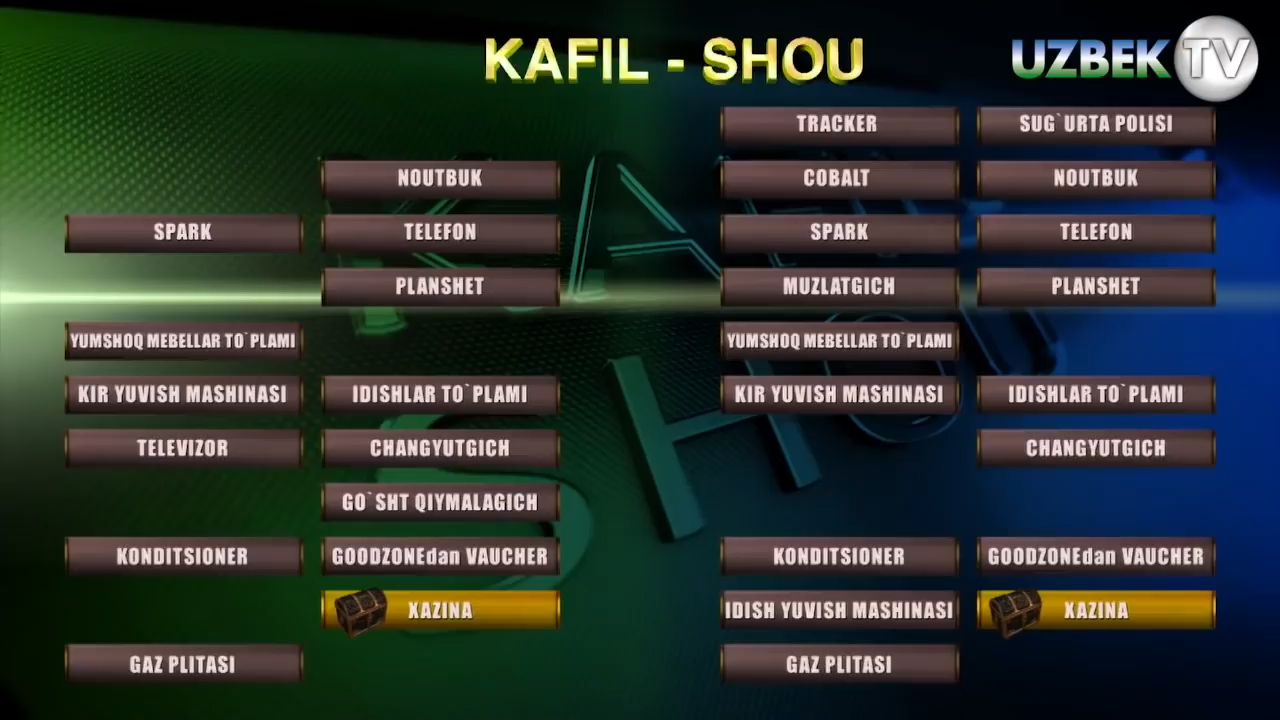 KAFIL - SHOU
UZBEK TV
TRACKER
SUG`URTA POLISI
NOUTBUK
COBALT
NOUTBUK
SPARK
TELEFON
SPARK
TELEFON
PLANSHET
MUZLATGICH
PLANSHET
YUMSHOQ MEBELLAR TO`PLAMI
YUMSHOQ MEBELLAR TO`PLAMI
KIR YUVISH MASHINASI
IDISHLAR TO`PLAMI
KIR YUVISH MASHINASI
IDISHLAR TO`PLAMI
TELEVIZOR
CHANGYUTGICH
CHANGYUTGICH
GO`SHT QIYMALAGICH
KONDITSIONER
GOODZONEdan VAUCHER
KONDITSIONER
GOODZONEdan VAUCHER
XAZINA
IDISH YUVISH MASHINASI
XAZINA
GAZ PLITASI
GAZ PLITASI